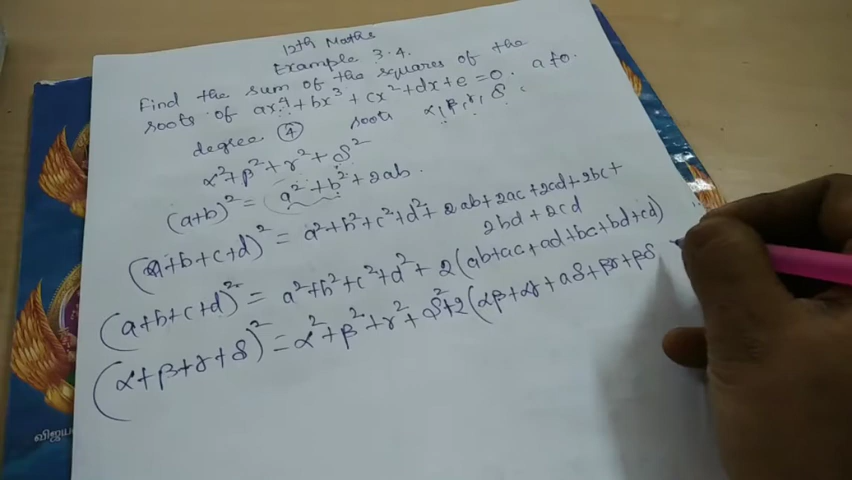 12th Maths
Example 3.4.
Find the sum of the squares of the
roots of ax⁴ + bx³ + cx² + dx + e = 0. a ≠ 0.
degree ④ roots α, β, γ, δ
α² + β² + γ² + δ²
(a+b)² = a² + b² + 2ab.
(a+b+c+d)² = a² + b² + c² + d² + 2ab + 2ac + 2cd + 2bc +
2bd + 2cd
(a+b+c+d)² = a² + b² + c² + d² + 2(ab+ac+ad+bc+bd+cd)
(α+β+γ+δ)² = α² + β² + γ² + δ² + 2(αβ + αγ + αδ + βγ + βδ
விஜய